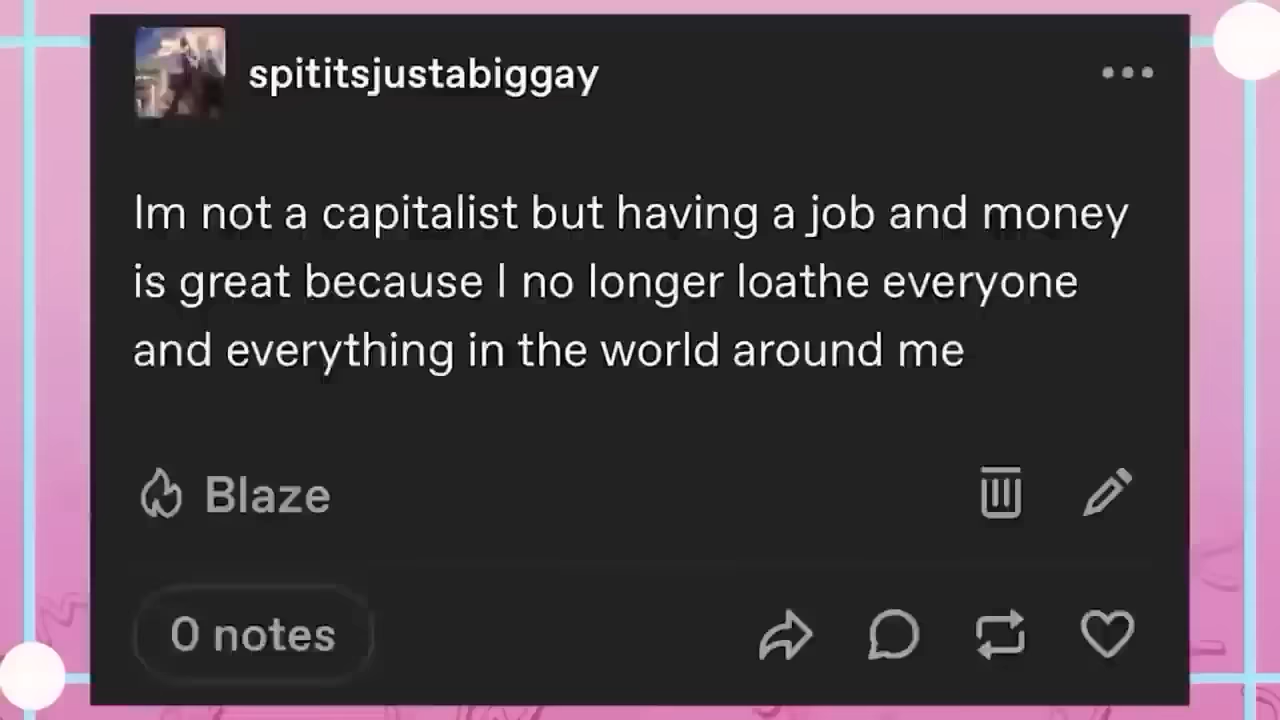 spititsjustabiggay
Im not a capitalist but having a job and money
is great because I no longer loathe everyone
and everything in the world around me
Blaze
0 notes